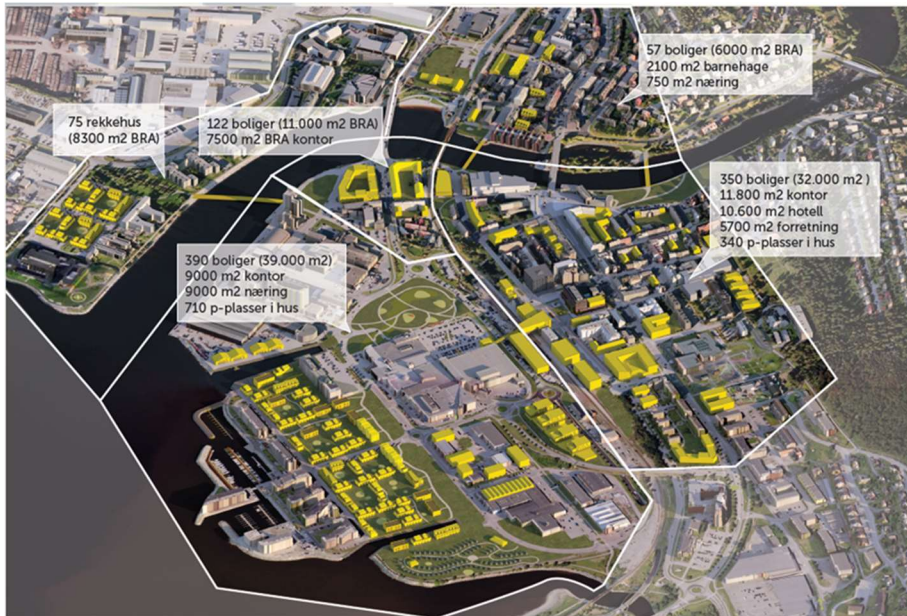 57 boliger (6000 m2 BRA)
2100 m2 barnehage
750 m2 næring
75 rekkehus
(8300 m2 BRA)
122 boliger (11.000 m2 BRA)
7500 m2 BRA kontor
350 boliger (32.000 m2 )
11.800 m2 kontor
10.600 m2 hotell
5700 m2 forretning
340 p-plasser i hus
390 boliger (39.000 m2)
9000 m2 kontor
9000 m2 næring
710 p-plasser i hus